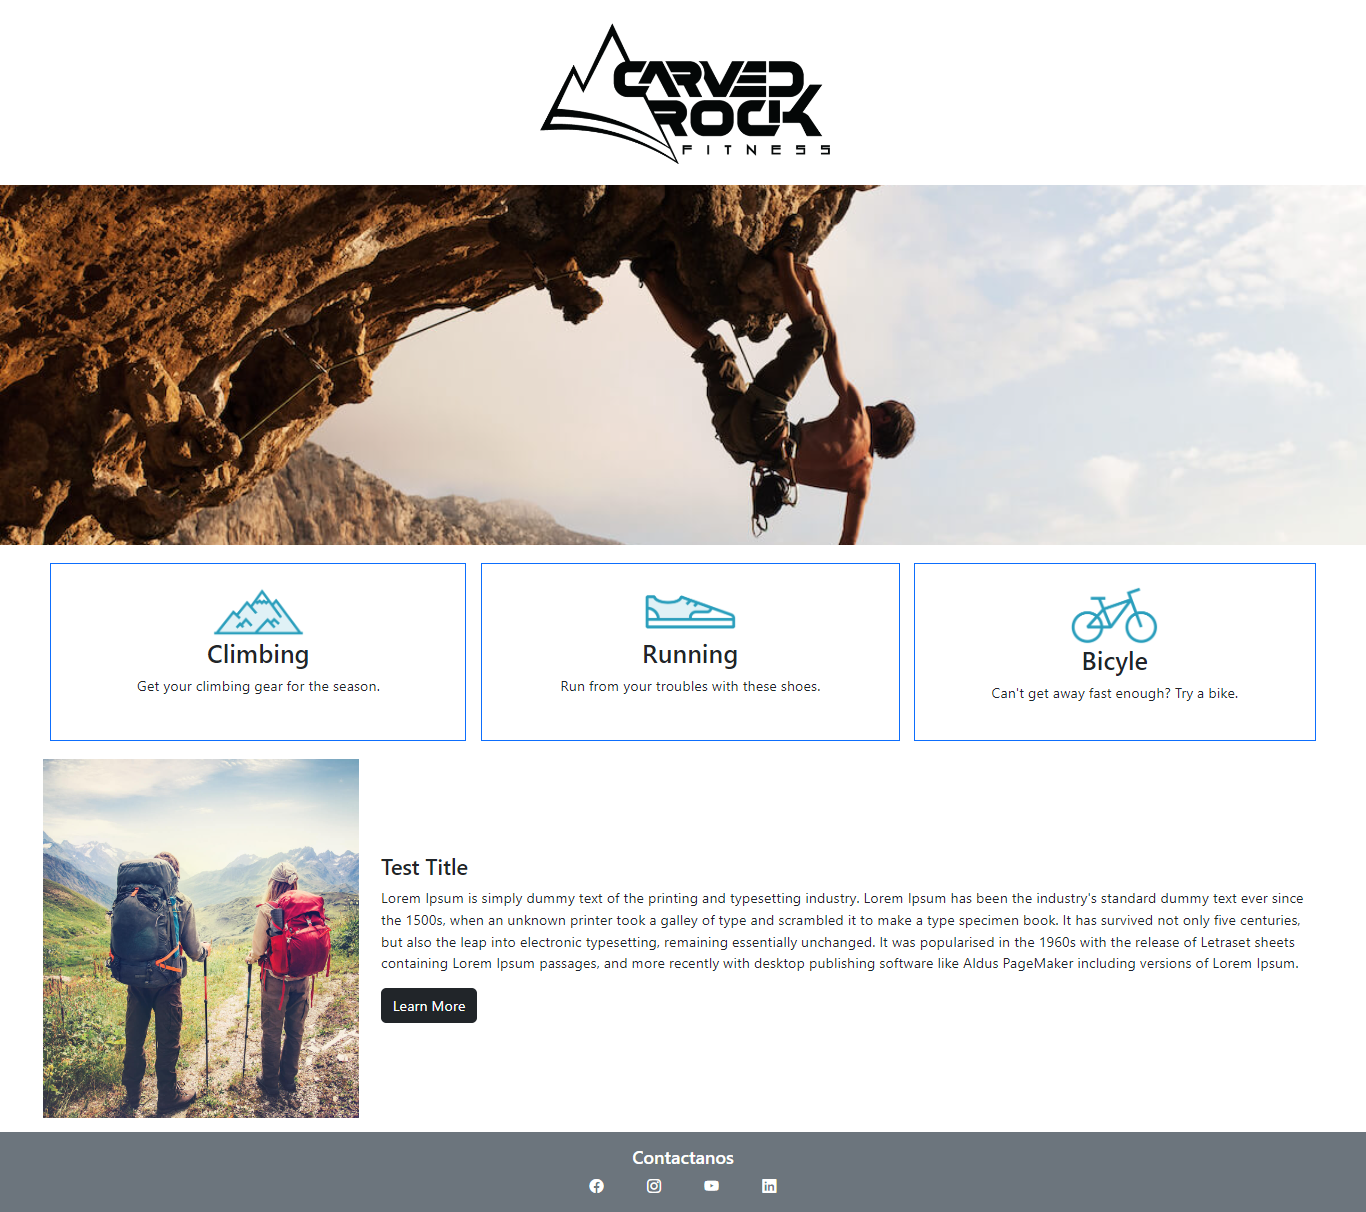 CARVED
ROCK
FITNESS
Climbing
Get your climbing gear for the season.
Running
Run from your troubles with these shoes.
Bicyle
Can't get away fast enough? Try a bike.
Test Title
Lorem Ipsum is simply dummy text of the printing and typesetting industry. Lorem Ipsum has been the industry's standard dummy text ever since
the 1500s, when an unknown printer took a galley of type and scrambled it to make a type specimen book. It has survived not only five centuries,
but also the leap into electronic typesetting, remaining essentially unchanged. It was popularised in the 1960s with the release of Letraset sheets
containing Lorem Ipsum passages, and more recently with desktop publishing software like Aldus PageMaker including versions of Lorem Ipsum.
Learn More
Contactanos